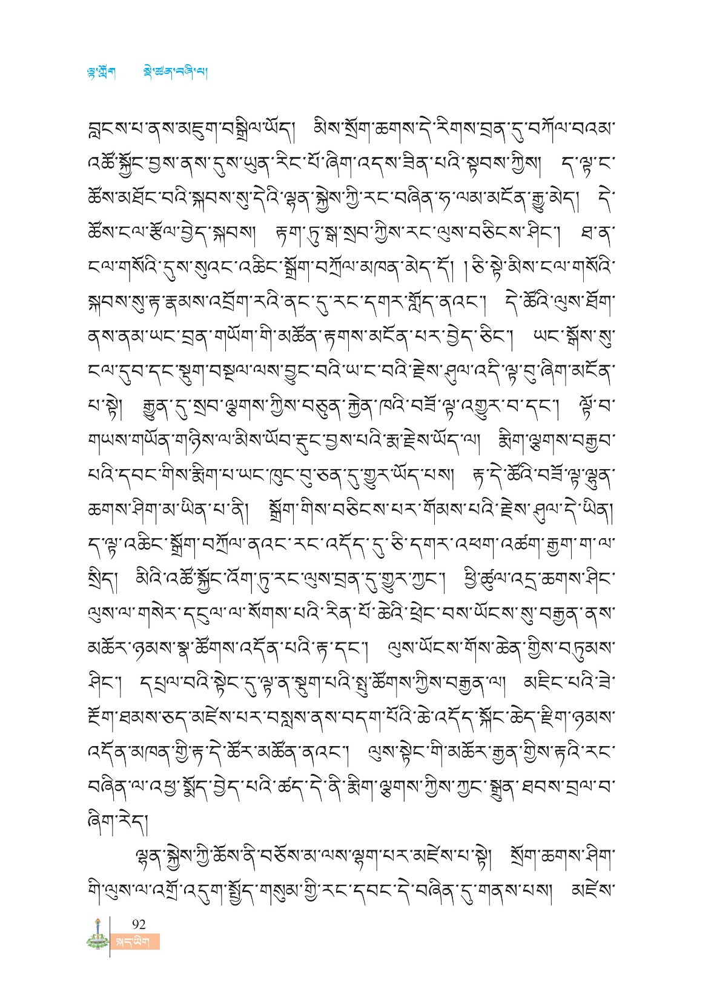 ལྟ་ཀློག སྡེ་ཚན་བཞི་པ།
བླངས་པ་ནས་མཇུག་བསྒྲིལ་ཡོད། མིས་སྲོག་ཆགས་དེ་རིགས་བྲན་དུ་བཀོལ་བའམ་
འཚོ་སྐྱོང་བྱས་ནས་དུས་ཡུན་རིང་པོ་ཞིག་འདས་ཟིན་པའི་སྟབས་ཀྱིས། ད་ལྟ་ང་
ཚོས་མཐོང་བའི་སྐབས་སུ་དེའི་ལྷན་སྐྱེས་ཀྱི་རང་བཞིན་ཧ་ལམ་མངོན་རྒྱུ་མེད། དེ་
ཚོས་ངལ་རྩོལ་བྱེད་སྐབས། རྟག་ཏུ་སྒ་སྲབ་ཀྱིས་རང་ལུས་བཅིངས་ཤིང་། ཐ་ན་
ངལ་གསོའི་དུས་སུའང་འཆིང་སྒྲོག་བཀྲོལ་མཁན་མེད་དོ། །ཅི་སྟེ་མིས་ངལ་གསོའི་
སྐབས་སུ་རྟ་རྣམས་འབྲོག་རའི་ནང་དུ་རང་དགར་གློད་ནའང་། དེ་ཚོའི་ལུས་ཐོག་
ནས་ནམ་ཡང་བྲན་གཡོག་གི་མཚོན་རྟགས་མངོན་པར་བྱེད་ཅིང་། ཡང་སྒོས་སུ་
ངལ་དུབ་དང་སྡུག་བསྔལ་ལས་བྱུང་བའི་ཡ་ང་བའི་རྗེས་ཤུལ་འདི་ལྟ་བུ་ཞིག་མངོན་
པ་སྟེ། རྒྱུན་དུ་སྲབ་ལྕགས་ཀྱིས་བཅུན་རྐྱེན་ཁའི་བཟོ་ལྟ་འགྱུར་བ་དང་། ལྟོ་བ་
གཡས་གཡོན་གཉིས་ལ་མིས་ཡོབ་རྡུང་བྱས་པའི་རྨ་རྗེས་ཡོད་ལ། རྨིག་ལྕགས་བརྒྱབ་
པའི་དབང་གིས་རྨིག་པ་ཡང་ཁུང་བུ་ཅན་དུ་གྱུར་ཡོད་པས། རྟ་དེ་ཚོའི་བཟོ་ལྟ་ལྷུན་
ཆགས་ཤིག་མ་ཡིན་པ་ནི། སྒྲོག་གིས་བཅིངས་པར་གོམས་པའི་རྗེས་ཤུལ་དེ་ཡིན།
ད་ལྟ་འཆིང་སྒྲོག་བཀྲོལ་ནའང་རང་འདོད་དུ་ཅི་དགར་འཕག་འཚག་རྒྱག་ག་ལ་
སྲིད། མིའི་འཚོ་སྐྱོང་འོག་ཏུ་རང་ལུས་བྲན་དུ་གྱུར་ཀྱང་། ཕྱི་ཚུལ་འདྲ་ཆགས་ཤིང་
ལུས་ལ་གསེར་དངུལ་ལ་སོགས་པའི་རིན་པོ་ཆེའི་ཕྲེང་བས་ཡོངས་སུ་བརྒྱན་ནས་
མཆོར་ཉམས་སྣ་ཚོགས་འདོན་པའི་རྟ་དང་། ལུས་ཡོངས་གོས་ཆེན་གྱིས་བཏུམས་
ཤིང་། དཔྲལ་བའི་སྟེང་དུ་ལྟ་ན་སྡུག་པའི་སྤུ་ཚོགས་ཀྱིས་བརྒྱན་ལ། མཇིང་པའི་ཟེ་
རྔོག་ཐམས་ཅད་མཛེས་པར་བསླས་ནས་བདག་པོའི་ཆེ་འདོད་སྐོང་ཆེད་རྫིག་ཉམས་
འདོན་མཁན་གྱི་རྟ་དེ་ཚོར་མཚོན་ནའང་། ལུས་སྟེང་གི་མཆོར་རྒྱན་གྱིས་རྟའི་རང་
བཞིན་ལ་འཕྱ་སྨོད་བྱེད་པའི་ཚད་དེ་ནི་རྨིག་ལྕགས་ཀྱིས་ཀྱང་སྒྲུན་ཐབས་བྲལ་བ་
ཞིག་རེད།
ལྷན་སྐྱེས་ཀྱི་ཆོས་ནི་བཅོས་མ་ལས་ལྷག་པར་མཛེས་པ་སྟེ། སྲོག་ཆགས་ཤིག་
གི་ལུས་ལ་འགྲོ་འདུག་སྤྱོད་གསུམ་གྱི་རང་དབང་དེ་བཞིན་དུ་གནས་པས། མཛེས་
92
སྐད་ཡིག